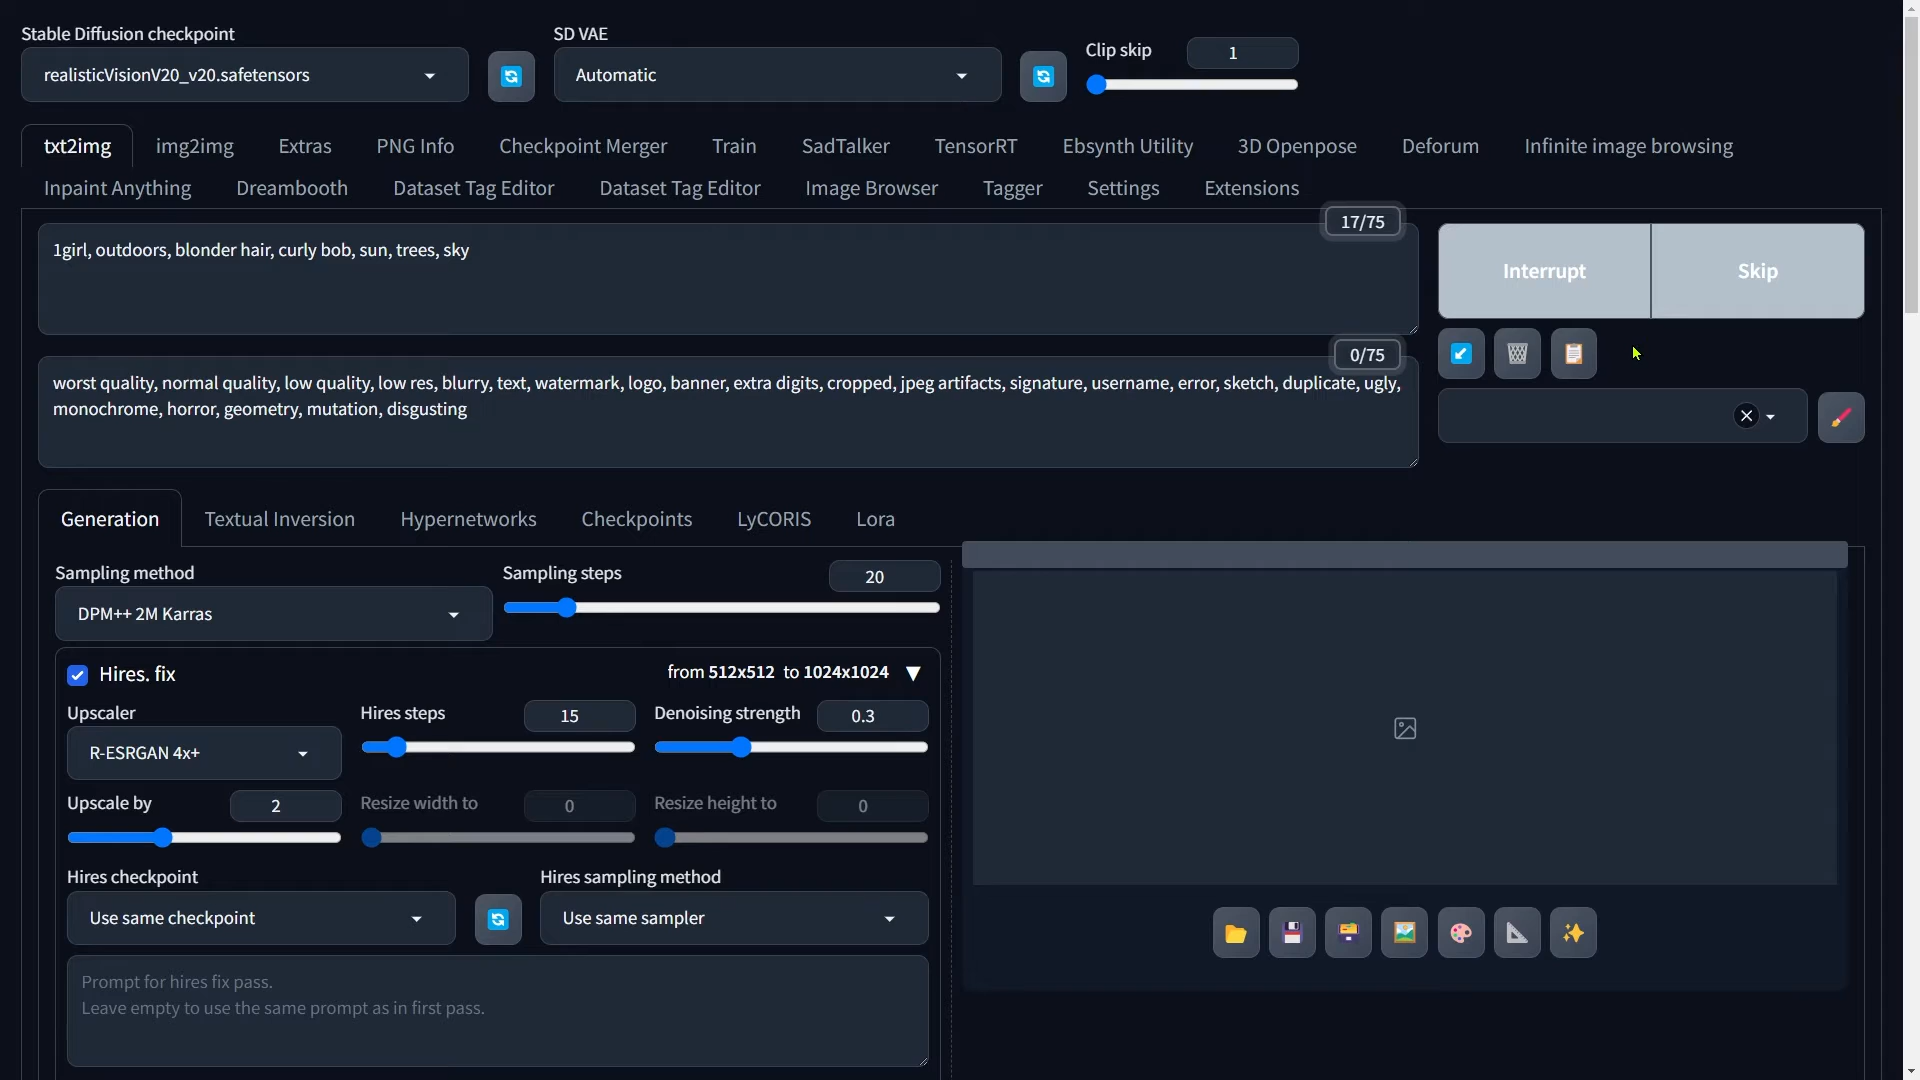 Stable Diffusion checkpoint
SD VAE
Clip skip
1
realisticVisionV20_v20.safetensors
Automatic
txt2img
img2img
Extras
PNG Info
Checkpoint Merger
Train
SadTalker
TensorRT
Ebsynth Utility
3D Openpose
Deforum
Infinite image browsing
Inpaint Anything
Dreambooth
Dataset Tag Editor
Dataset Tag Editor
Image Browser
Tagger
Settings
Extensions
17/75
1girl, outdoors, blonder hair, curly bob, sun, trees, sky
Interrupt
Skip
0/75
worst quality, normal quality, low quality, low res, blurry, text, watermark, logo, banner, extra digits, cropped, jpeg artifacts, signature, username, error, sketch, duplicate, ugly,
monochrome, horror, geometry, mutation, disgusting
Generation
Textual Inversion
Hypernetworks
Checkpoints
LyCORIS
Lora
Sampling method
Sampling steps
20
DPM++ 2M Karras
Hires. fix
from 512x512 to 1024x1024
Upscaler
Hires steps
15
Denoising strength
0.3
R-ESRGAN 4x+
Upscale by
2
Resize width to
0
Resize height to
0
Hires checkpoint
Hires sampling method
Use same checkpoint
Use same sampler
Prompt for hires fix pass.
Leave empty to use the same prompt as in first pass.